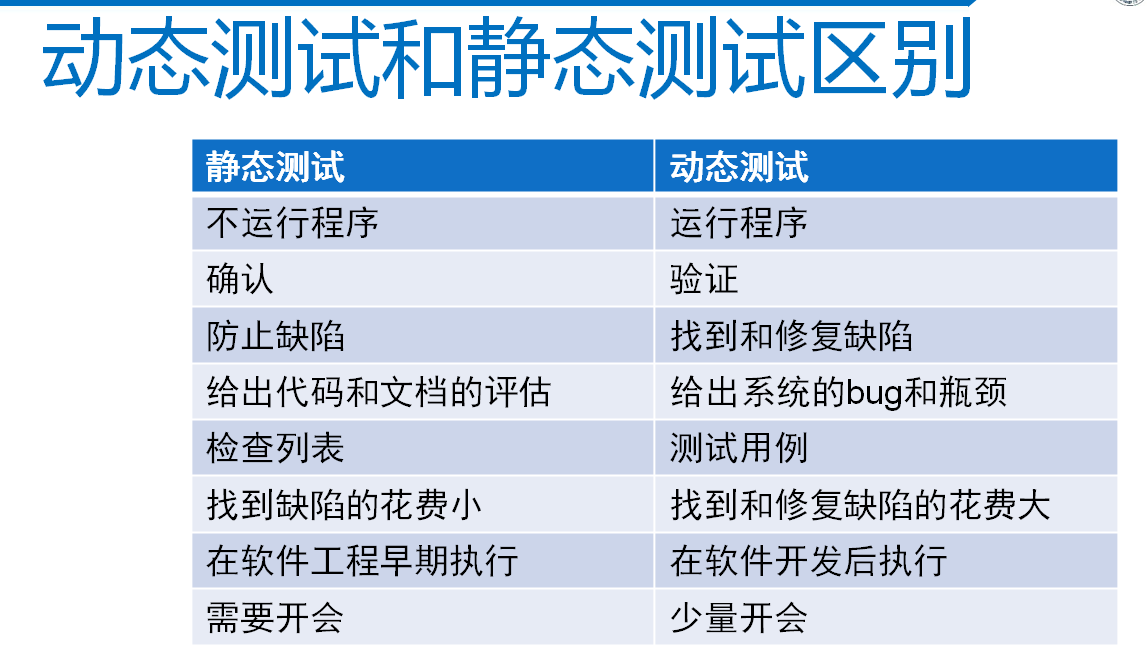 动态测试和静态测试区别
静态测试 动态测试
不运行程序 运行程序
确认 验证
防止缺陷 找到和修复缺陷
给出代码和文档的评估 给出系统的bug和瓶颈
检查列表 测试用例
找到缺陷的花费小 找到和修复缺陷的花费大
在软件工程早期执行 在软件开发后执行
需要开会 少量开会